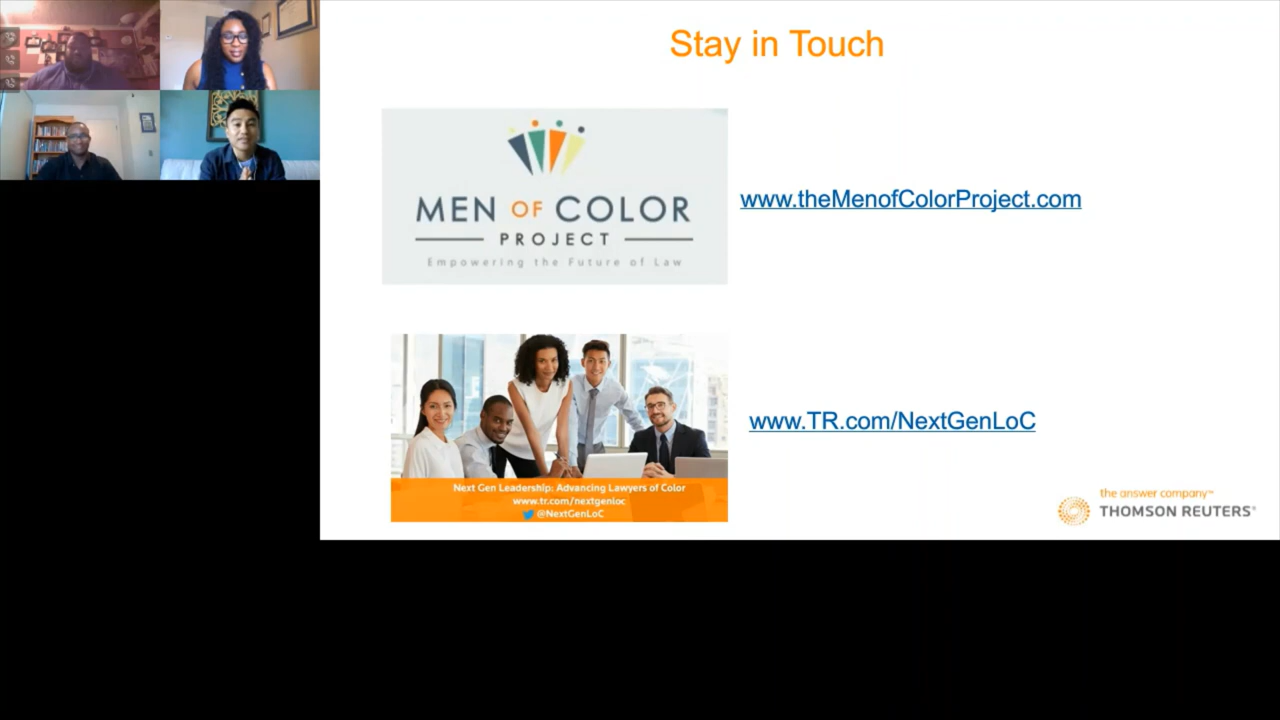 Stay in Touch
MEN OF COLOR
PROJECT
Empowering the Future of Law
www.theMenofColorProject.com
Next Gen Leadership: Advancing Lawyers of Color
www.tr.com/nextgenloc
@NextGenLoC
www.TR.com/NextGenLoC
the answer company™
THOMSON REUTERS®